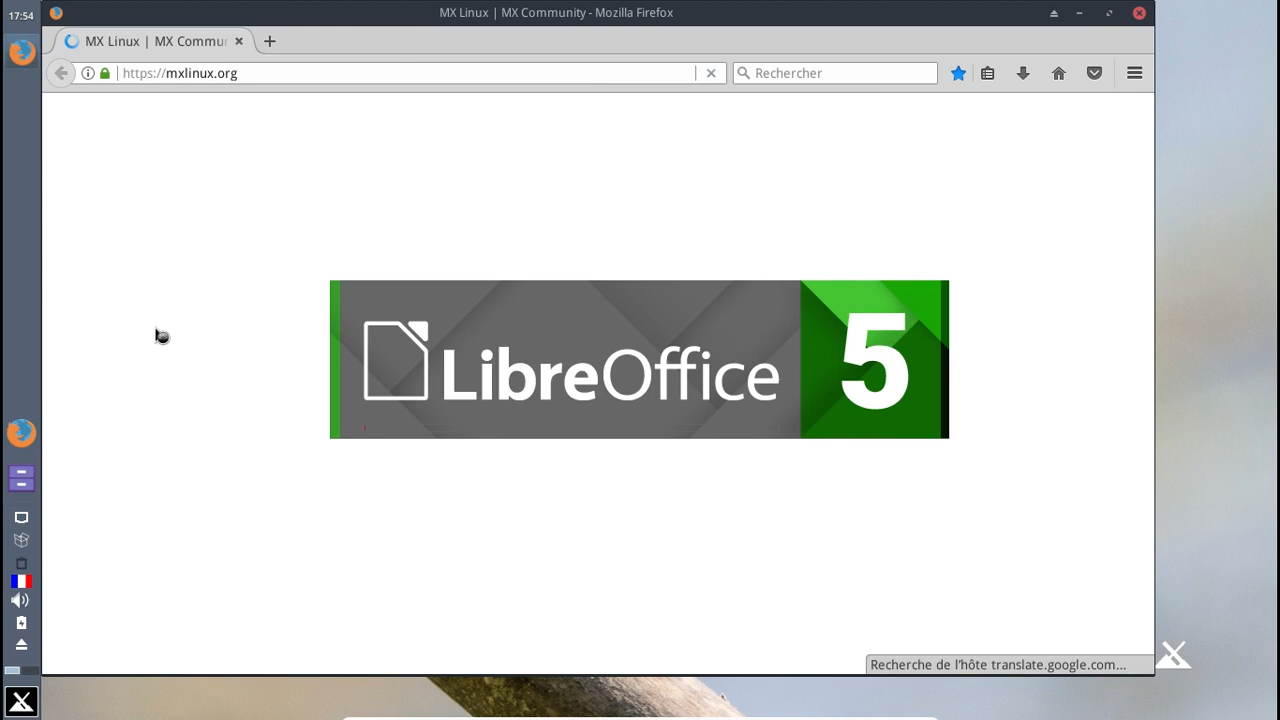 17:54
MX Linux | MX Community - Mozilla Firefox
MX Linux | MX Commu
https://mxlinux.org
Rechercher
LibreOffice 5
Recherche de l'hôte translate.google.com...